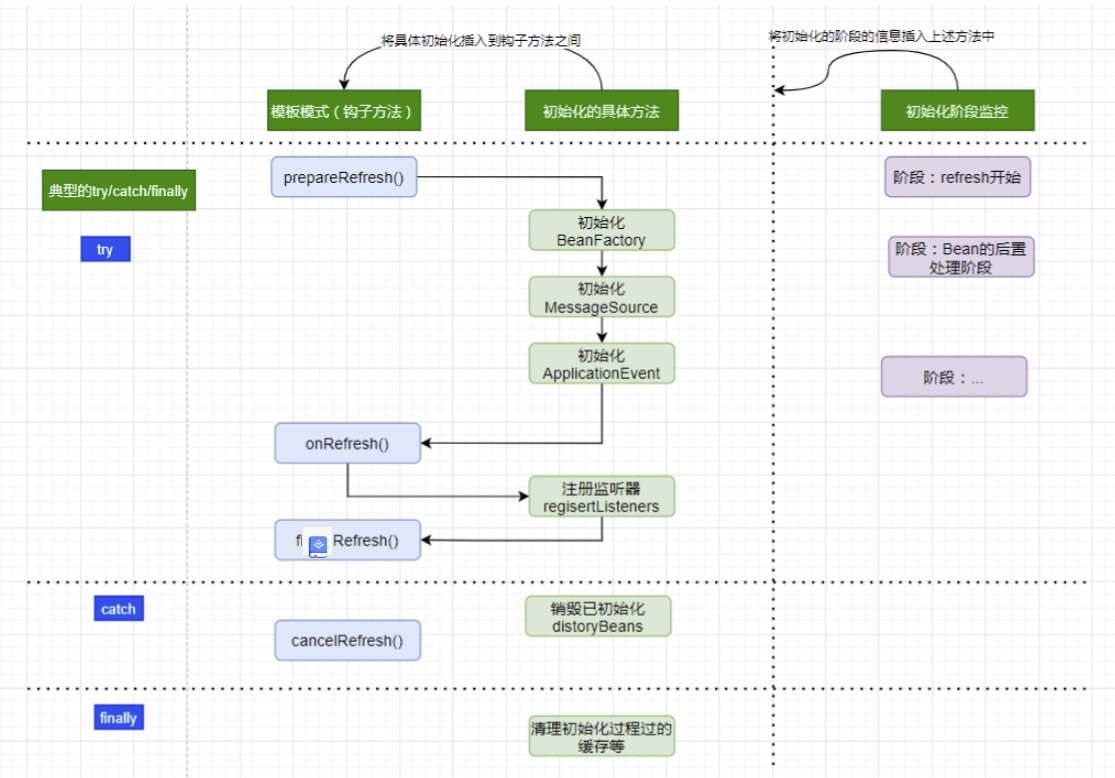 将具体初始化插入到钩子方法之间
将初始化的阶段的信息插入上述方法中
模板模式（钩子方法）
初始化的具体方法
初始化阶段监控
典型的try/catch/finally
prepareRefresh()
阶段：refresh开始
try
初始化
BeanFactory
阶段：Bean的后置
处理阶段
初始化
MessageSource
初始化
ApplicationEvent
阶段：...
onRefresh()
注册监听器
regisertListeners
Refresh()
catch
销毁已初始化
distoryBeans
cancelRefresh()
finally
清理初始化过程过的
缓存等